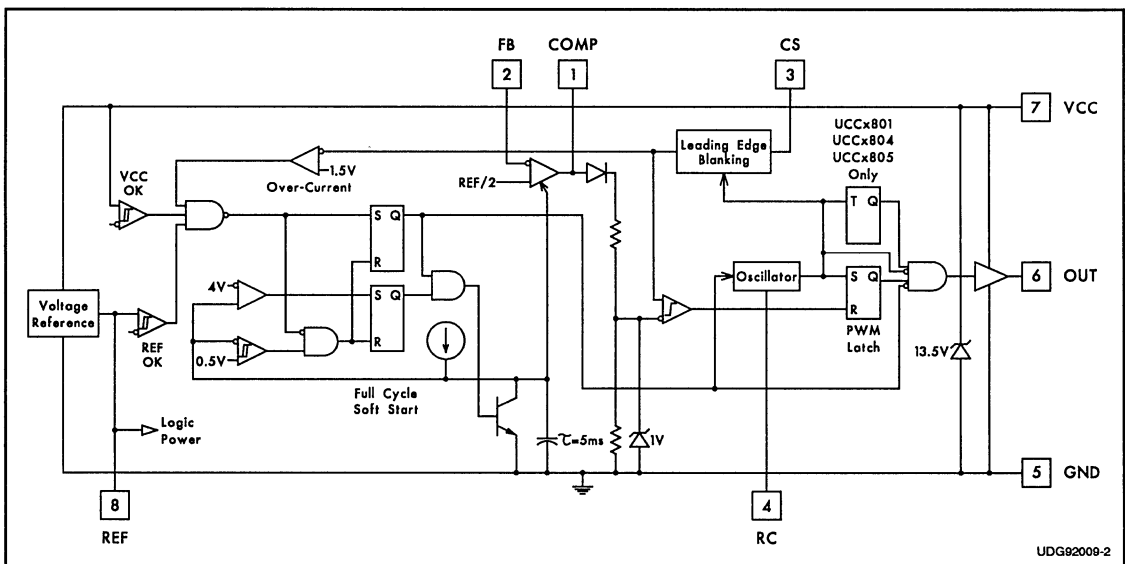 FB
COMP
CS
2
1
3
7 VCC
UCCx801
UCCx804
UCCx805
Only
Leading Edge
Blanking
1.5V
Over-Current
REF/2
VCC
OK
T Q
S Q
R
4V
S Q
R
0.5V
Voltage
Reference
REF
OK
Oscillator
S Q
R
PWM
Latch
6 OUT
13.5V
Full Cycle
Soft Start
Logic
Power
τ=5ms
1V
5 GND
8
REF
4
RC
UDG92009-2